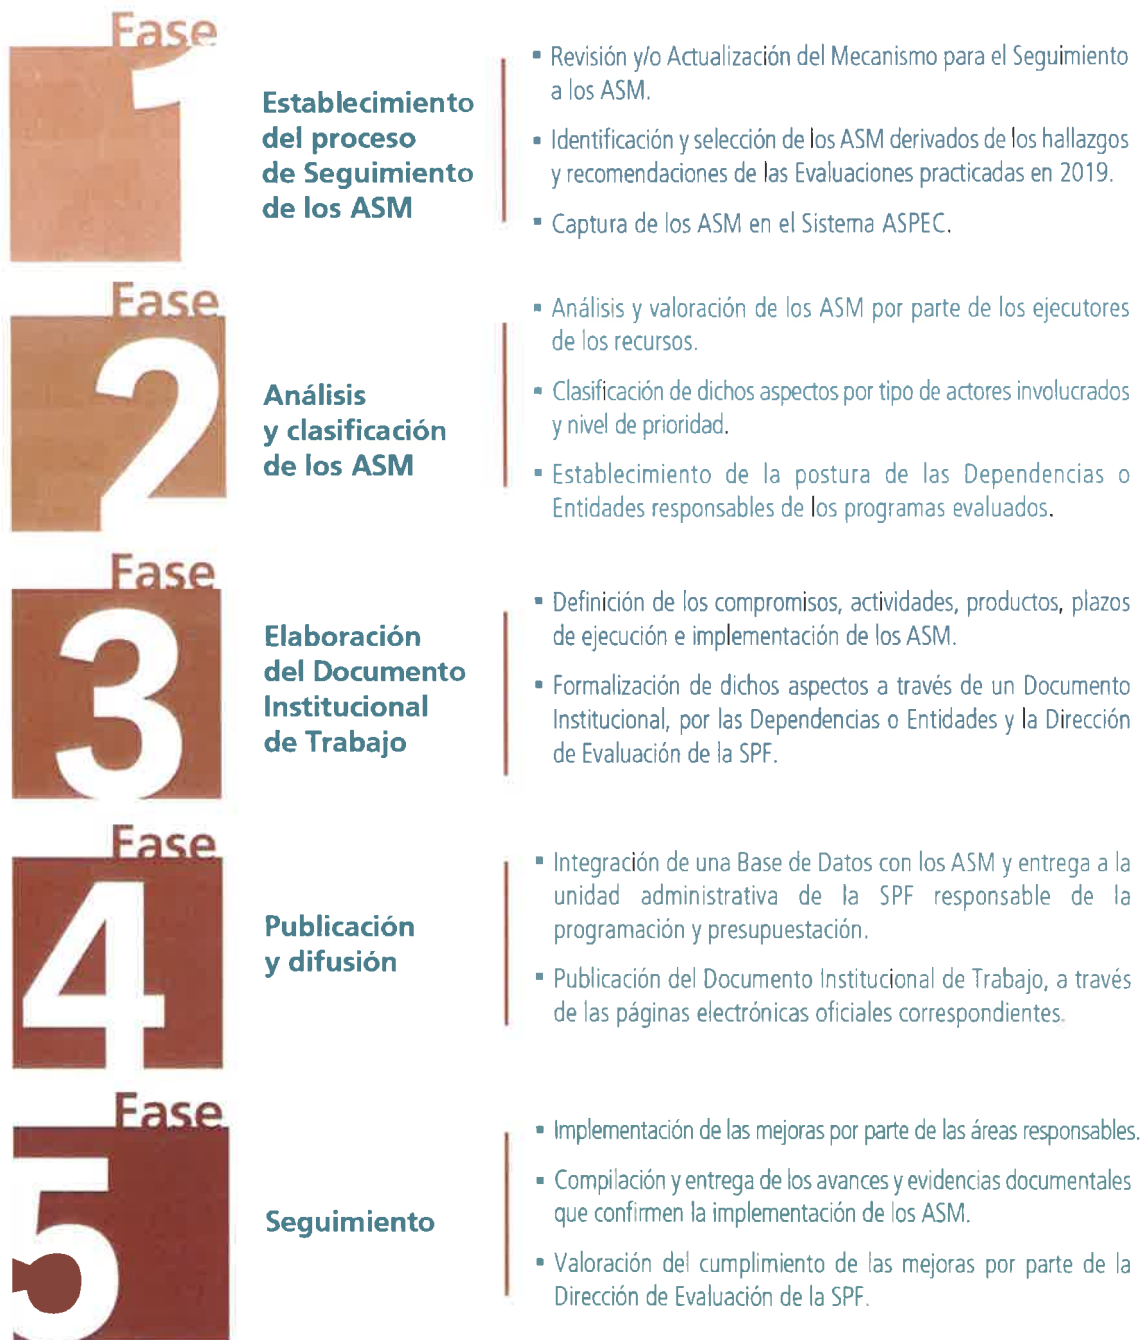 Fase
1
Establecimiento
del proceso
de Seguimiento
de los ASM
▪ Revisión y/o Actualización del Mecanismo para el Seguimiento
a los ASM.
▪ Identificación y selección de los ASM derivados de los hallazgos
y recomendaciones de las Evaluaciones practicadas en 2019.
▪ Captura de los ASM en el Sistema ASPEC.
Fase
2
Análisis
y clasificación
de los ASM
▪ Análisis y valoración de los ASM por parte de los ejecutores
de los recursos.
▪ Clasificación de dichos aspectos por tipo de actores involucrados
y nivel de prioridad.
▪ Establecimiento de la postura de las Dependencias o
Entidades responsables de los programas evaluados.
Fase
3
Elaboración
del Documento
Institucional
de Trabajo
▪ Definición de los compromisos, actividades, productos, plazos
de ejecución e implementación de los ASM.
▪ Formalización de dichos aspectos a través de un Documento
Institucional, por las Dependencias o Entidades y la Dirección
de Evaluación de la SPF.
Fase
4
Publicación
y difusión
▪ Integración de una Base de Datos con los ASM y entrega a la
unidad administrativa de la SPF responsable de la
programación y presupuestación.
▪ Publicación del Documento Institucional de Trabajo, a través
de las páginas electrónicas oficiales correspondientes.
Fase
5
Seguimiento
▪ Implementación de las mejoras por parte de las áreas responsables.
▪ Compilación y entrega de los avances y evidencias documentales
que confirmen la implementación de los ASM.
▪ Valoración del cumplimiento de las mejoras por parte de la
Dirección de Evaluación de la SPF.